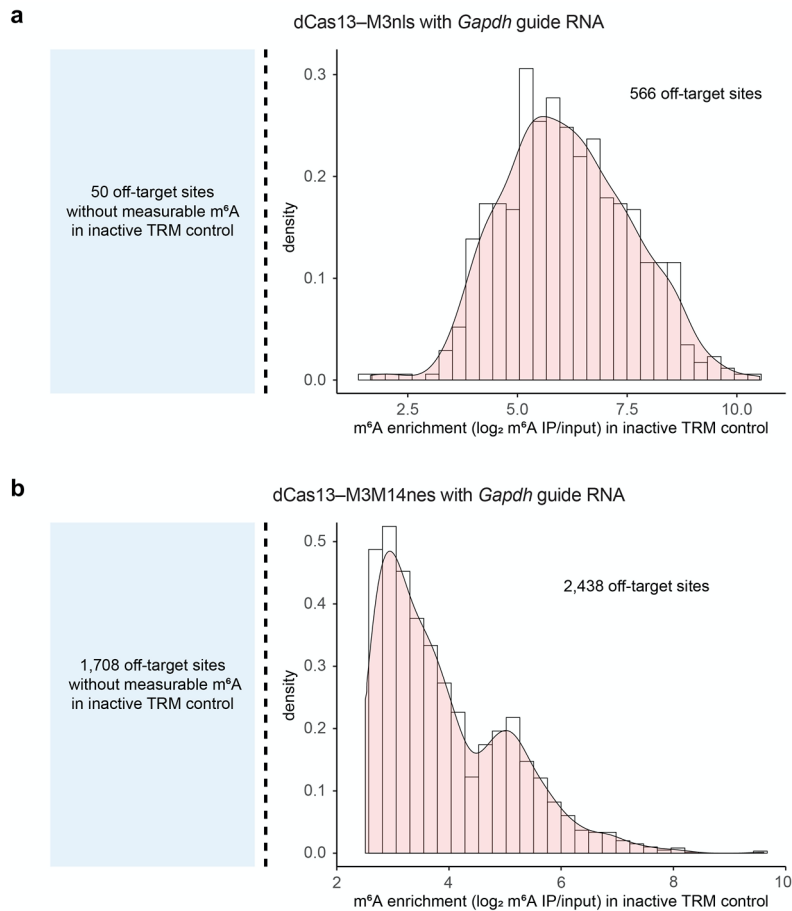 a
dCas13–M3nls with Gapdh guide RNA
50 off-target sites
without measurable m⁶A
in inactive TRM control
density
0.3
0.2
0.1
0.0
566 off-target sites
2.5 5.0 7.5 10.0
m⁶A enrichment (log₂ m⁶A IP/input) in inactive TRM control
b
dCas13–M3M14nes with Gapdh guide RNA
1,708 off-target sites
without measurable m⁶A
in inactive TRM control
density
0.5
0.4
0.3
0.2
0.1
0.0
2,438 off-target sites
2 4 6 8 10
m⁶A enrichment (log₂ m⁶A IP/input) in inactive TRM control